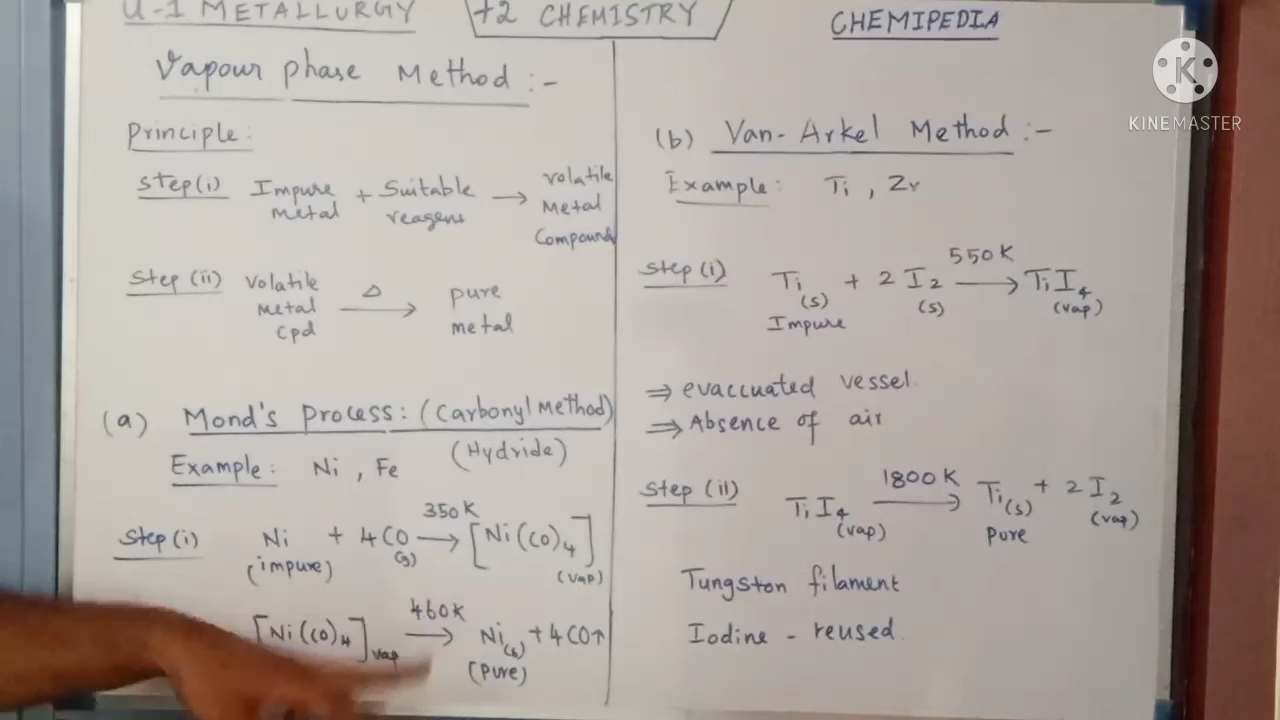 U-1 METALLURGY
+2 CHEMISTRY
CHEMIPEDIA
K
KINEMASTER
Vapour phase Method :-
Principle:
Step(i) Impure metal + Suitable reagent → volatile Metal Compound
Step (ii) volatile metal cpd Δ → pure metal
(a) Mond's process: (Carbonyl Method)
(Hydride)
Example: Ni, Fe
Step(i) Ni (impure) + 4CO(g) 350K → [Ni(CO)4](vap)
[Ni(CO)4]vap 460K → Ni(s) (pure) + 4CO↑
(b) Van-Arkel Method :-
Example: Ti, Zr
Step(i) Ti(s) Impure + 2I2(s) 550K → TiI4(vap)
⇒ evaccuated vessel.
⇒ Absence of air
Step (ii) TiI4(vap) 1800K → Ti(s) pure + 2I2(vap)
Tungston filament
Iodine - reused.